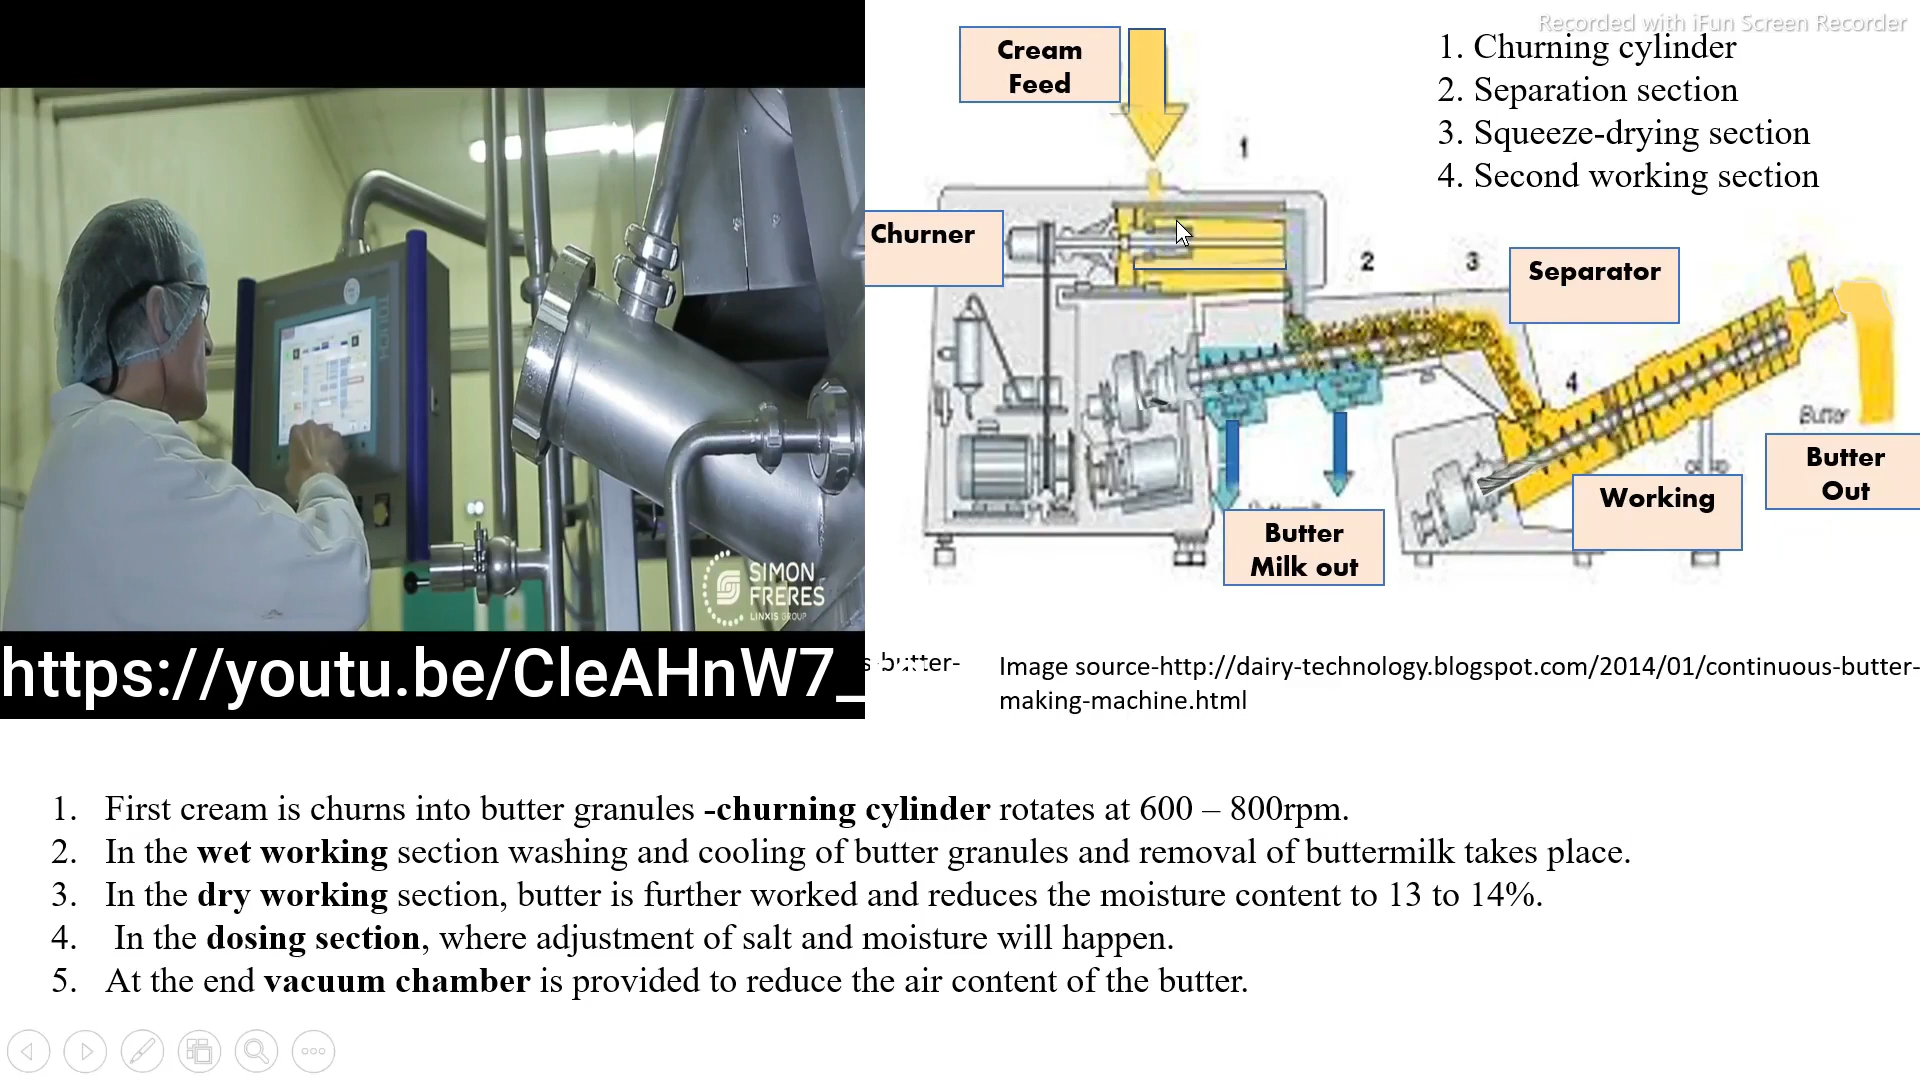 Recorded with iFun Screen Recorder
Cream
Feed
1. Churning cylinder
2. Separation section
3. Squeeze-drying section
4. Second working section
1
Churner
2
3
Separator
4
Butter
Butter
Out
Working
Butter
Milk out
SIMON
FRERES
LINXIS GROUP
https://youtu.be/CleAHnW7_
s-butter-
Image source-http://dairy-technology.blogspot.com/2014/01/continuous-butter-
making-machine.html
1. First cream is churns into butter granules -churning cylinder rotates at 600 – 800rpm.
2. In the wet working section washing and cooling of butter granules and removal of buttermilk takes place.
3. In the dry working section, butter is further worked and reduces the moisture content to 13 to 14%.
4. In the dosing section, where adjustment of salt and moisture will happen.
5. At the end vacuum chamber is provided to reduce the air content of the butter.